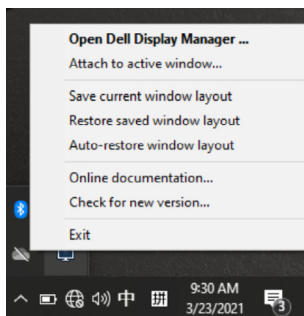 Open Dell Display Manager ...
Attach to active window...
Save current window layout
Restore saved window layout
Auto-restore window layout
Online documentation...
Check for new version...
Exit
中 拼 9:30 AM
3/23/2021 3